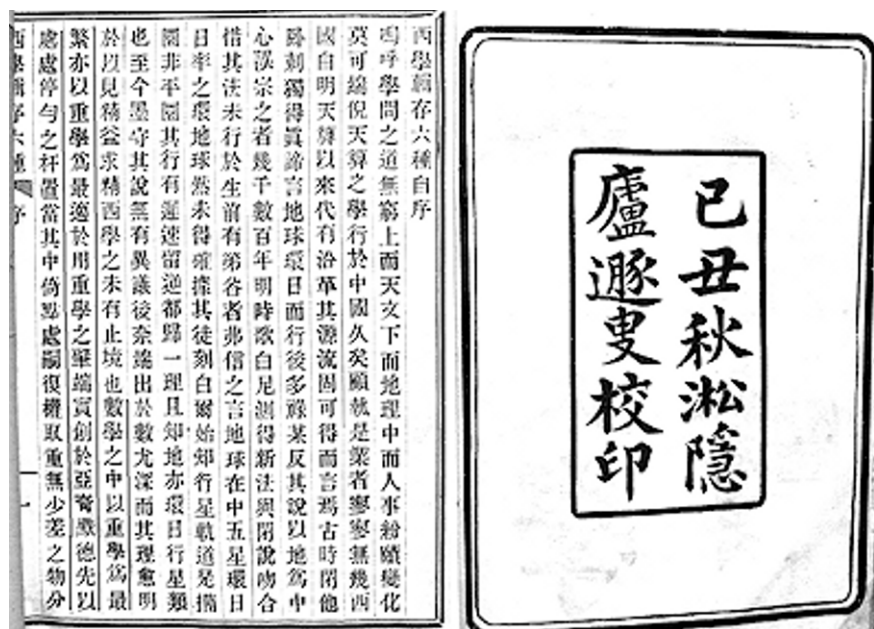 己丑秋淞隱
廬遯叟校印
西學輯存六種自序
嗚呼學問之道無窮上而天文下而地理中而人事紛賾變化
莫可端倪天算之學行於中國久矣顧執是業者寥寥無幾西
國自明天算以來代有沿革其源流固可得而言焉古時閉他
臥剌獨得眞諦言地球環日而行後多祿某反其說以地爲中
心漢宗之者幾千數百年明時歌白尼測得新法與閉說吻合
惜其法未行於生前有第谷者弗信之言地球在中五星環日
日率之環地球然未得確據其徒刻白爾始知行星軌道是撱
圜非平圜其行有遲速留逆都歸一理且知地亦環日行星類
也至今墨守其說無有異議後奈端出於數尤深而其理愈明
於以見精益求精西學之未有止境也數學之中以重學爲最
繁亦以重學爲最適於用重學之肇端實創於亞奇黙德先以
處處停勻之杆置當其中倚點處嗣復權取重無少差之物分
西學輯存六種 序 一